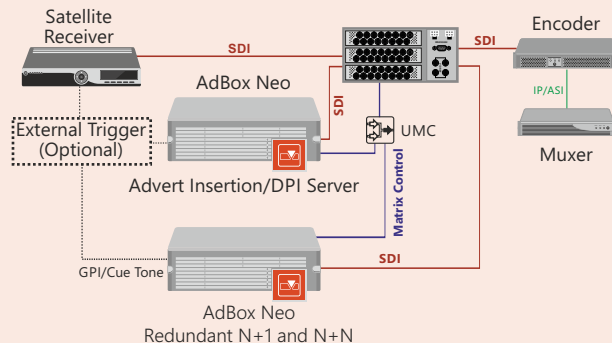 Satellite
Receiver
SDI
SDI
Encoder
IP/ASI
Muxer
AdBox Neo
SDI
External Trigger
(Optional)
UMC
Advert Insertion/DPI Server
Matrix Control
GPI/Cue Tone
SDI
AdBox Neo
Redundant N+1 and N+N